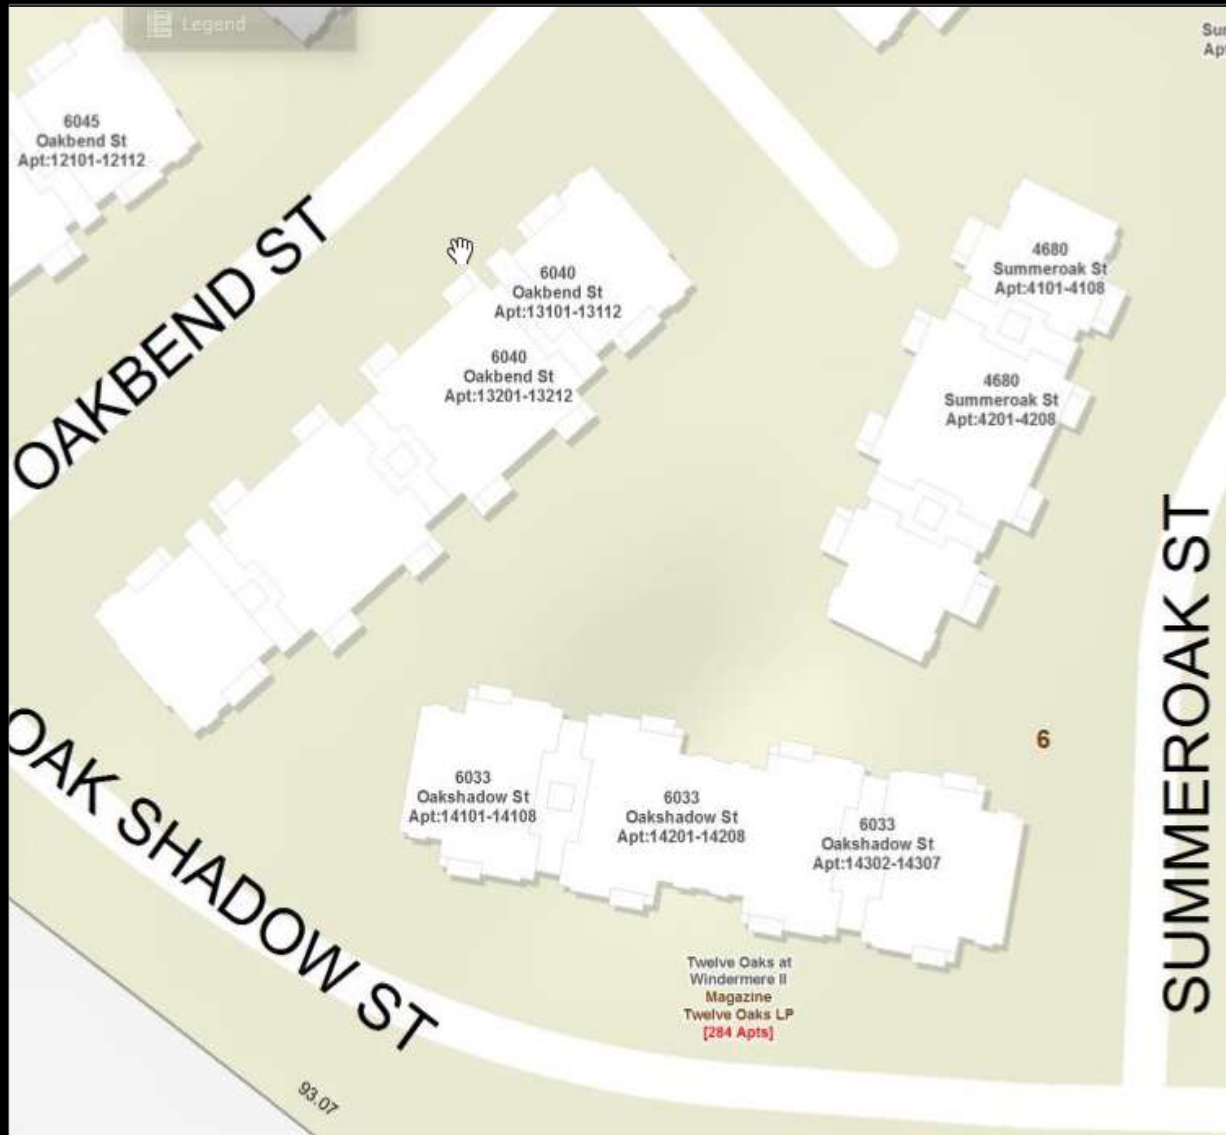 Legend
6045
Oakbend St
Apt:12101-12112
OAKBEND ST
6040
Oakbend St
Apt:13101-13112
6040
Oakbend St
Apt:13201-13212
4680
Summeroak St
Apt:4101-4108
4680
Summeroak St
Apt:4201-4208
SUMMEROAK ST
6
OAK SHADOW ST
6033
Oakshadow St
Apt:14101-14108
6033
Oakshadow St
Apt:14201-14208
6033
Oakshadow St
Apt:14302-14307
Twelve Oaks at
Windermere II
Magazine
Twelve Oaks LP
[284 Apts]
93.07